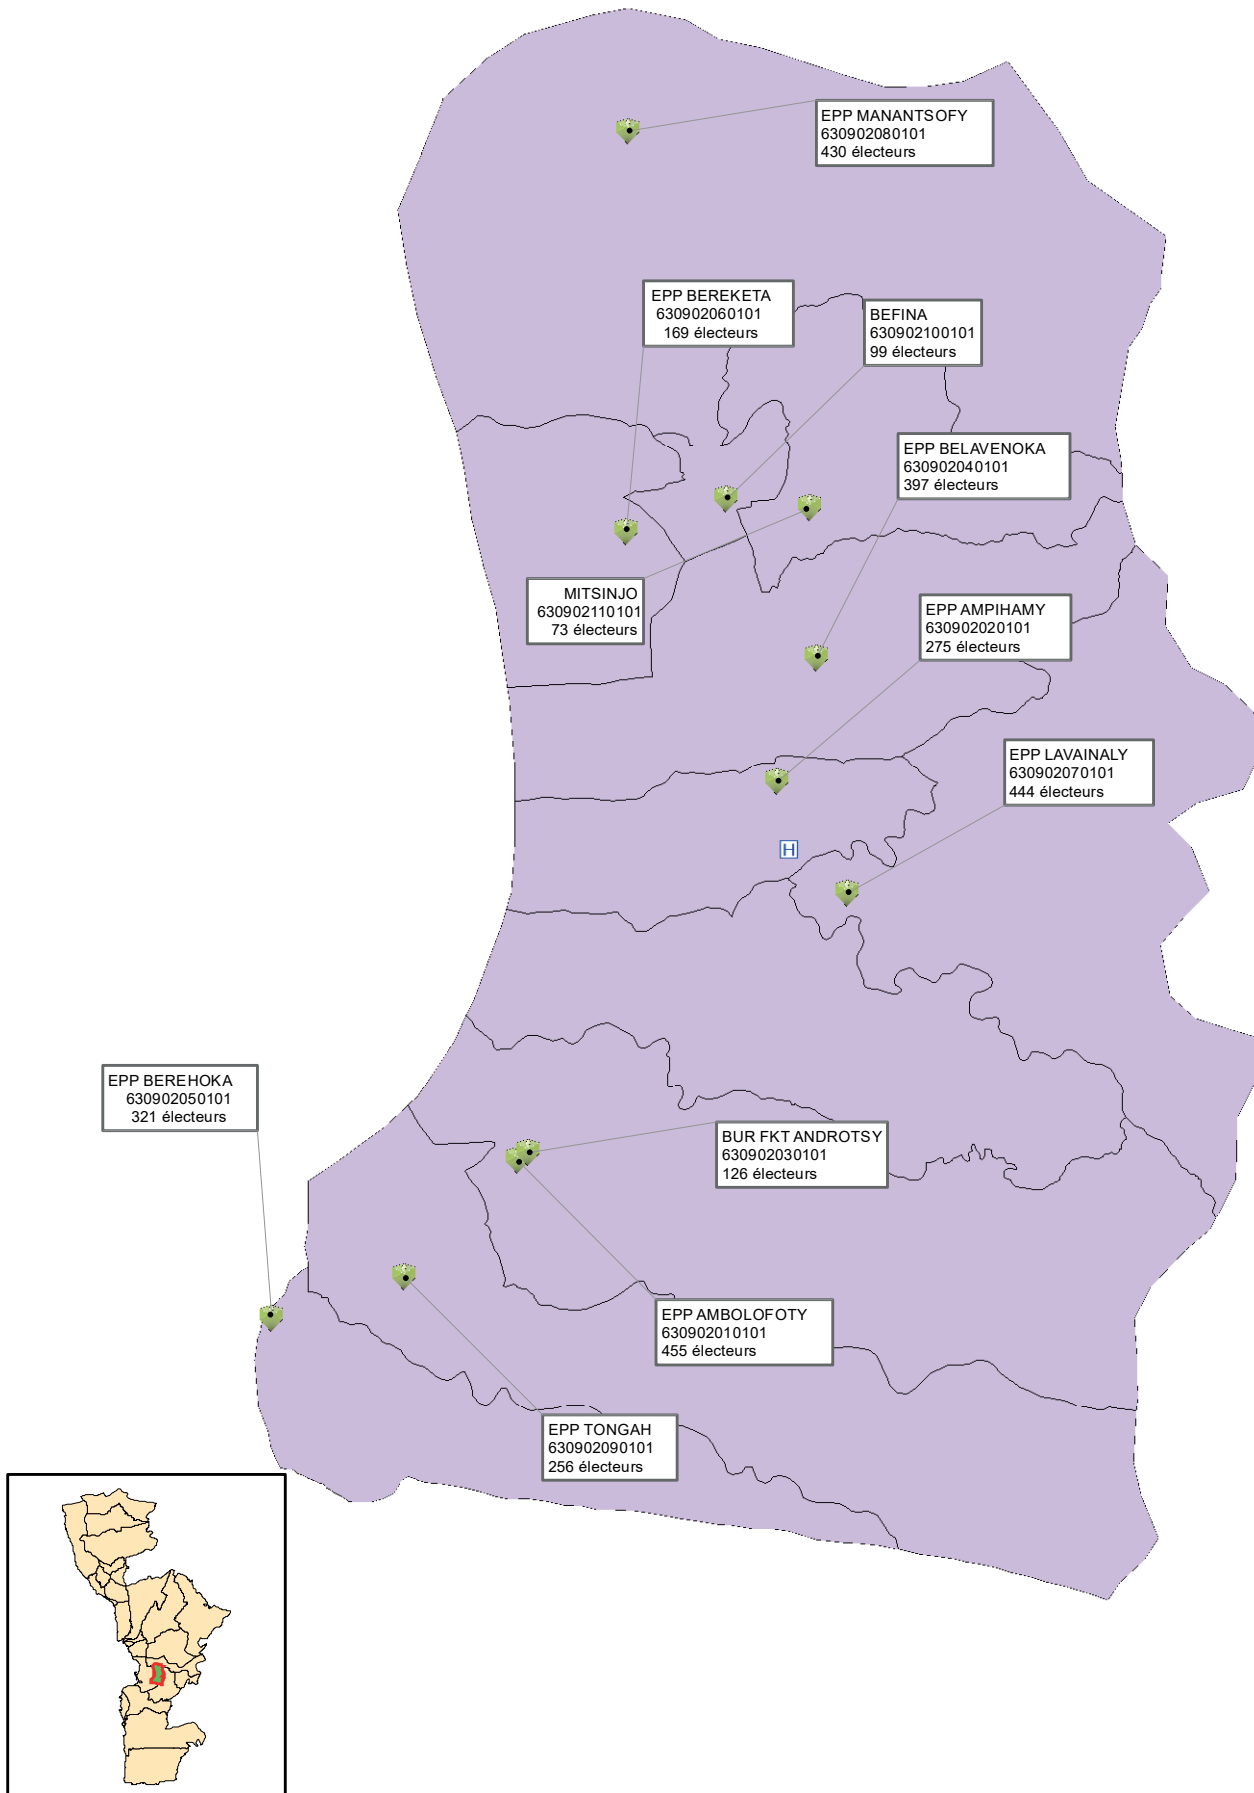 EPP MANANTSOFY
630902080101
430 électeurs
EPP BEREKETA
630902060101
169 électeurs
BEFINA
630902100101
99 électeurs
EPP BELAVENOKA
630902040101
397 électeurs
MITSINJO
630902110101
73 électeurs
EPP AMPIHAMY
630902020101
275 électeurs
EPP LAVAINALY
630902070101
444 électeurs
H
EPP BEREHOKA
630902050101
321 électeurs
BUR FKT ANDROTSY
630902030101
126 électeurs
EPP AMBOLOFOTY
630902010101
455 électeurs
EPP TONGAH
630902090101
256 électeurs